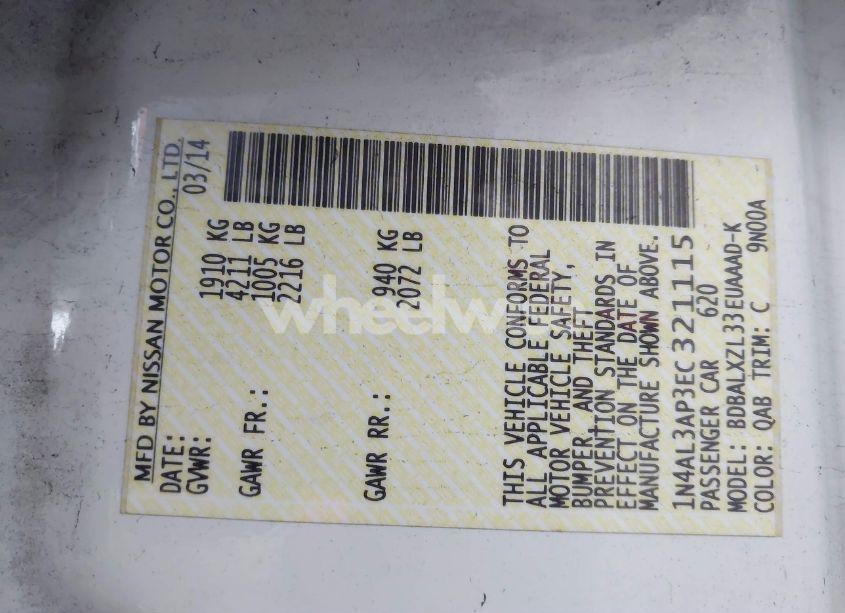 MFD BY NISSAN MOTOR CO., LTD.
DATE: 03/14
GVWR: 1910 KG
4211 LB
GAWR FR.: 1005 KG
2216 LB
GAWR RR.: 940 KG
2072 LB
THIS VEHICLE CONFORMS TO
ALL APPLICABLE FEDERAL
MOTOR VEHICLE SAFETY,
BUMPER, AND THEFT
PREVENTION STANDARDS IN
EFFECT ON THE DATE OF
MANUFACTURE SHOWN ABOVE.
1N4AL3AP3EC321115
PASSENGER CAR 620
MODEL: BDBALXZL33EUAAAD-K
COLOR: QAB TRIM: C 9N00A